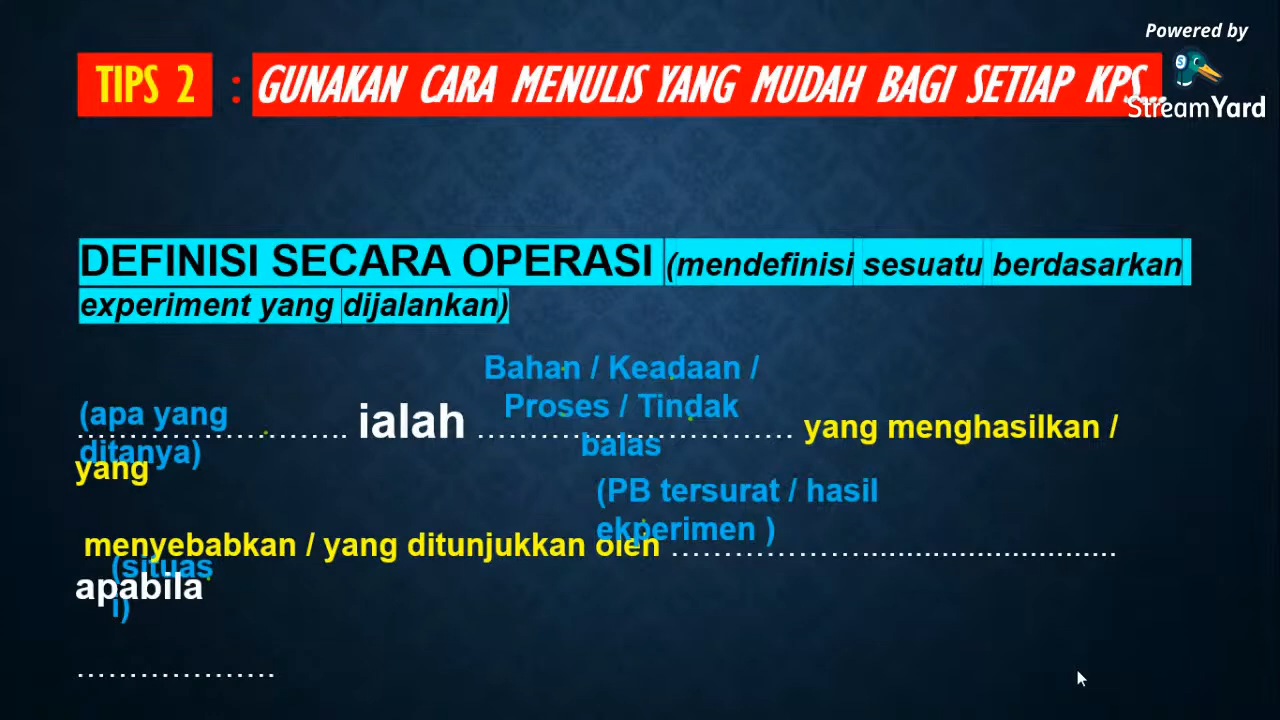 Powered by
StreamYard
TIPS 2 : GUNAKAN CARA MENULIS YANG MUDAH BAGI SETIAP KPS...
DEFINISI SECARA OPERASI (mendefinisi sesuatu berdasarkan
experiment yang dijalankan)
Bahan / Keadaan /
Proses / Tindak
balas
(apa yang
ditanya)
........................ ialah .............................. yang menghasilkan /
yang
(PB tersurat / hasil
ekperimen )
menyebabkan / yang ditunjukkan oleh ..........................................
(situas
i)
apabila
...................